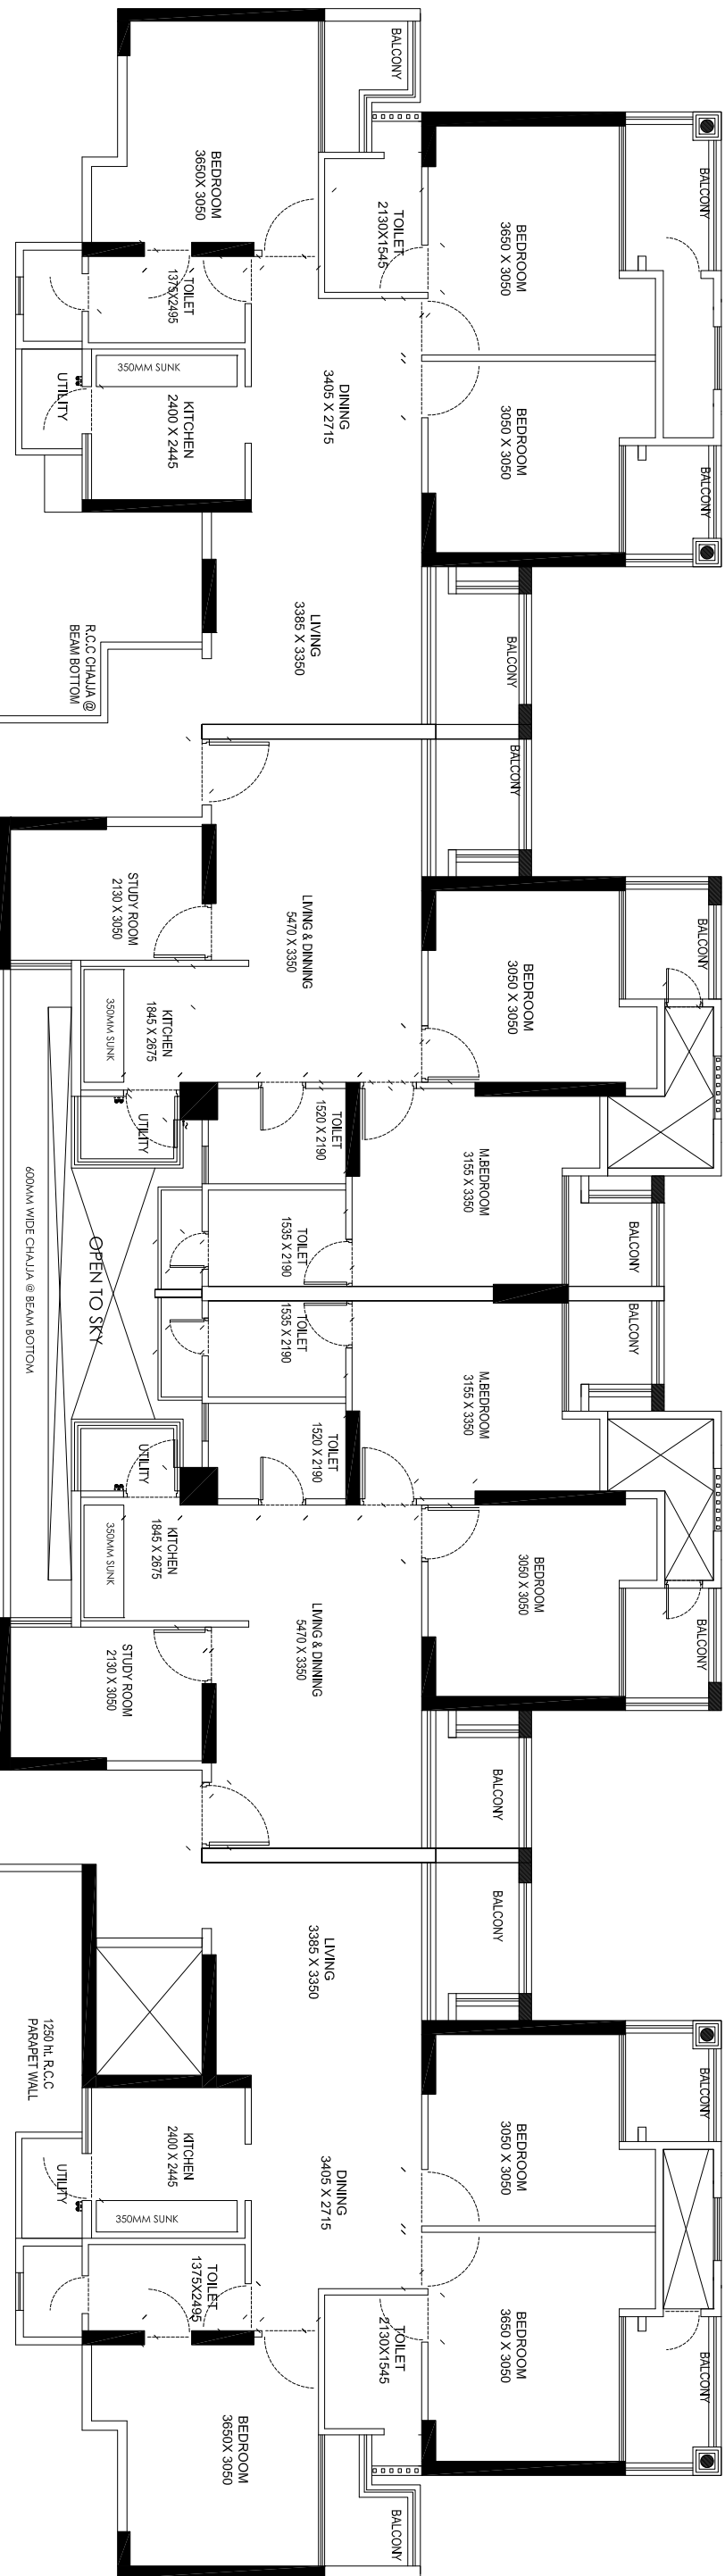 BALCONY
BEDROOM
3650X 3050
TOILET
2130X1545
BEDROOM
3650 X 3050
BALCONY
TOILET
1375X2495
350MM SUNK
UTILITY
KITCHEN
2400 X 2445
DINING
3405 X 2715
BEDROOM
3050 X 3050
BALCONY
R.C.C CHAJJA @
BEAM BOTTOM
LIVING
3385 X 3350
BALCONY
BALCONY
STUDY ROOM
2130 X 3050
LIVING & DINNING
5470 X 3350
BEDROOM
3050 X 3050
BALCONY
350MM SUNK
KITCHEN
1845 X 2675
UTILITY
TOILET
1520 X 2190
M.BEDROOM
3155 X 3350
BALCONY
TOILET
1535 X 2190
600MM WIDE CHAJJA @ BEAM BOTTOM
OPEN TO SKY
TOILET
1535 X 2190
M.BEDROOM
3155 X 3350
BALCONY
TOILET
1520 X 2190
UTILITY
350MM SUNK
KITCHEN
1845 X 2675
LIVING & DINNING
5470 X 3350
BEDROOM
3050 X 3050
BALCONY
STUDY ROOM
2130 X 3050
BALCONY
BALCONY
LIVING
3385 X 3350
1250 ht. R.C.C
PARAPET WALL
KITCHEN
2400 X 2445
UTILITY
350MM SUNK
DINING
3405 X 2715
BEDROOM
3050 X 3050
BALCONY
TOILET
1375X2495
TOILET
2130X1545
BEDROOM
3650 X 3050
BALCONY
BEDROOM
3650X 3050
BALCONY